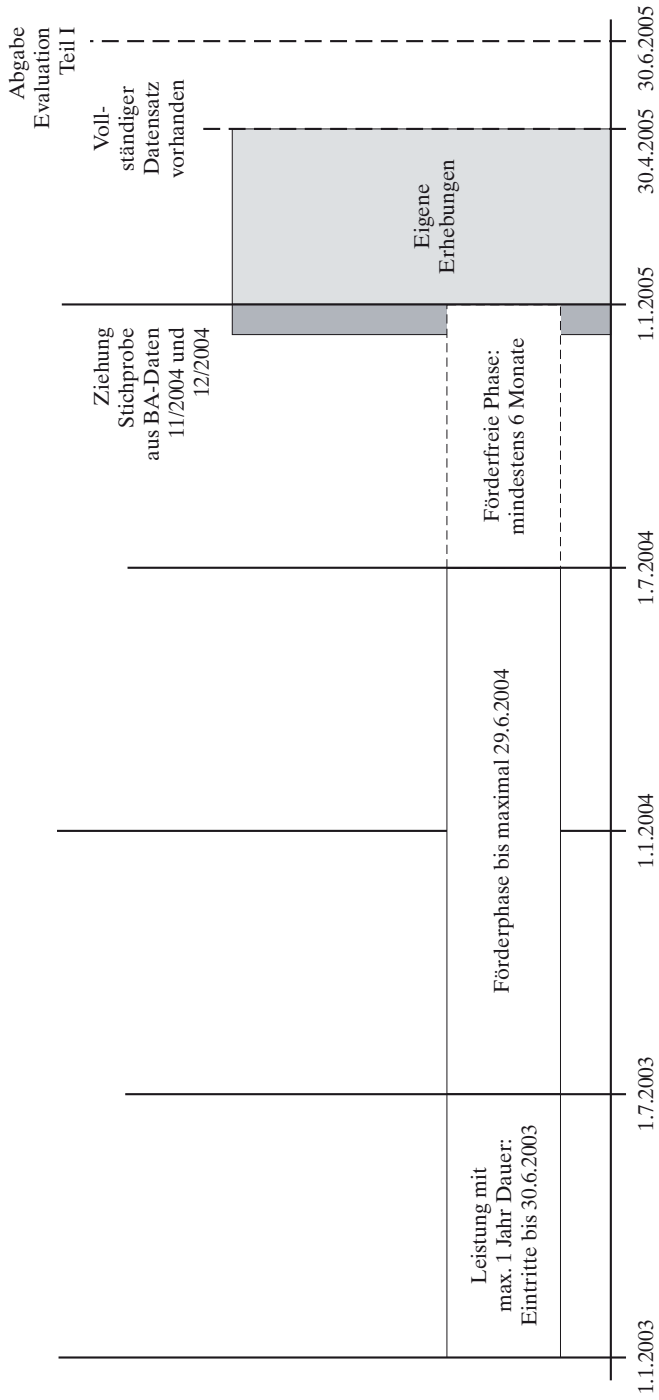 Abgabe
Evaluation
Teil I
Voll-
ständiger
Datensatz
vorhanden
Ziehung
Stichprobe
aus BA-Daten
11/2004 und
12/2004
Eigene
Erhebungen
Leistung mit
max. 1 Jahr Dauer:
Eintritte bis 30.6.2003
Förderphase bis maximal 29.6.2004
Förderfreie Phase:
mindestens 6 Monate
1.1.2003
1.7.2003
1.1.2004
1.7.2004
1.1.2005
30.4.2005
30.6.2005